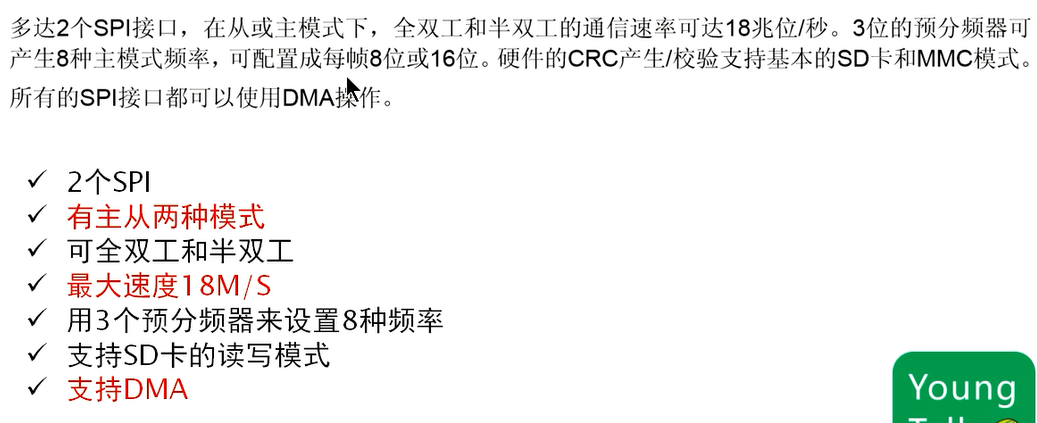 多达2个SPI接口，在从或主模式下，全双工和半双工的通信速率可达18兆位/秒。3位的预分频器可
产生8种主模式频率，可配置成每帧8位或16位。硬件的CRC产生/校验支持基本的SD卡和MMC模式。
所有的SPI接口都可以使用DMA操作。
✓ 2个SPI
✓ 有主从两种模式
✓ 可全双工和半双工
✓ 最大速度18M/S
✓ 用3个预分频器来设置8种频率
✓ 支持SD卡的读写模式
✓ 支持DMA
Young